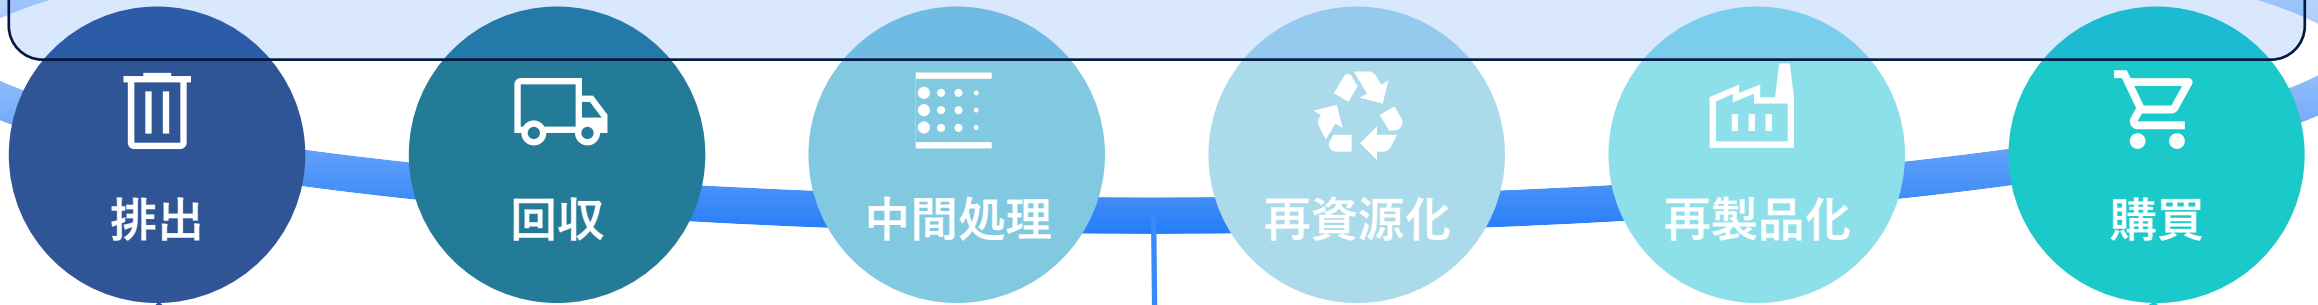 排出
回収
中間処理
再資源化
再製品化
購買